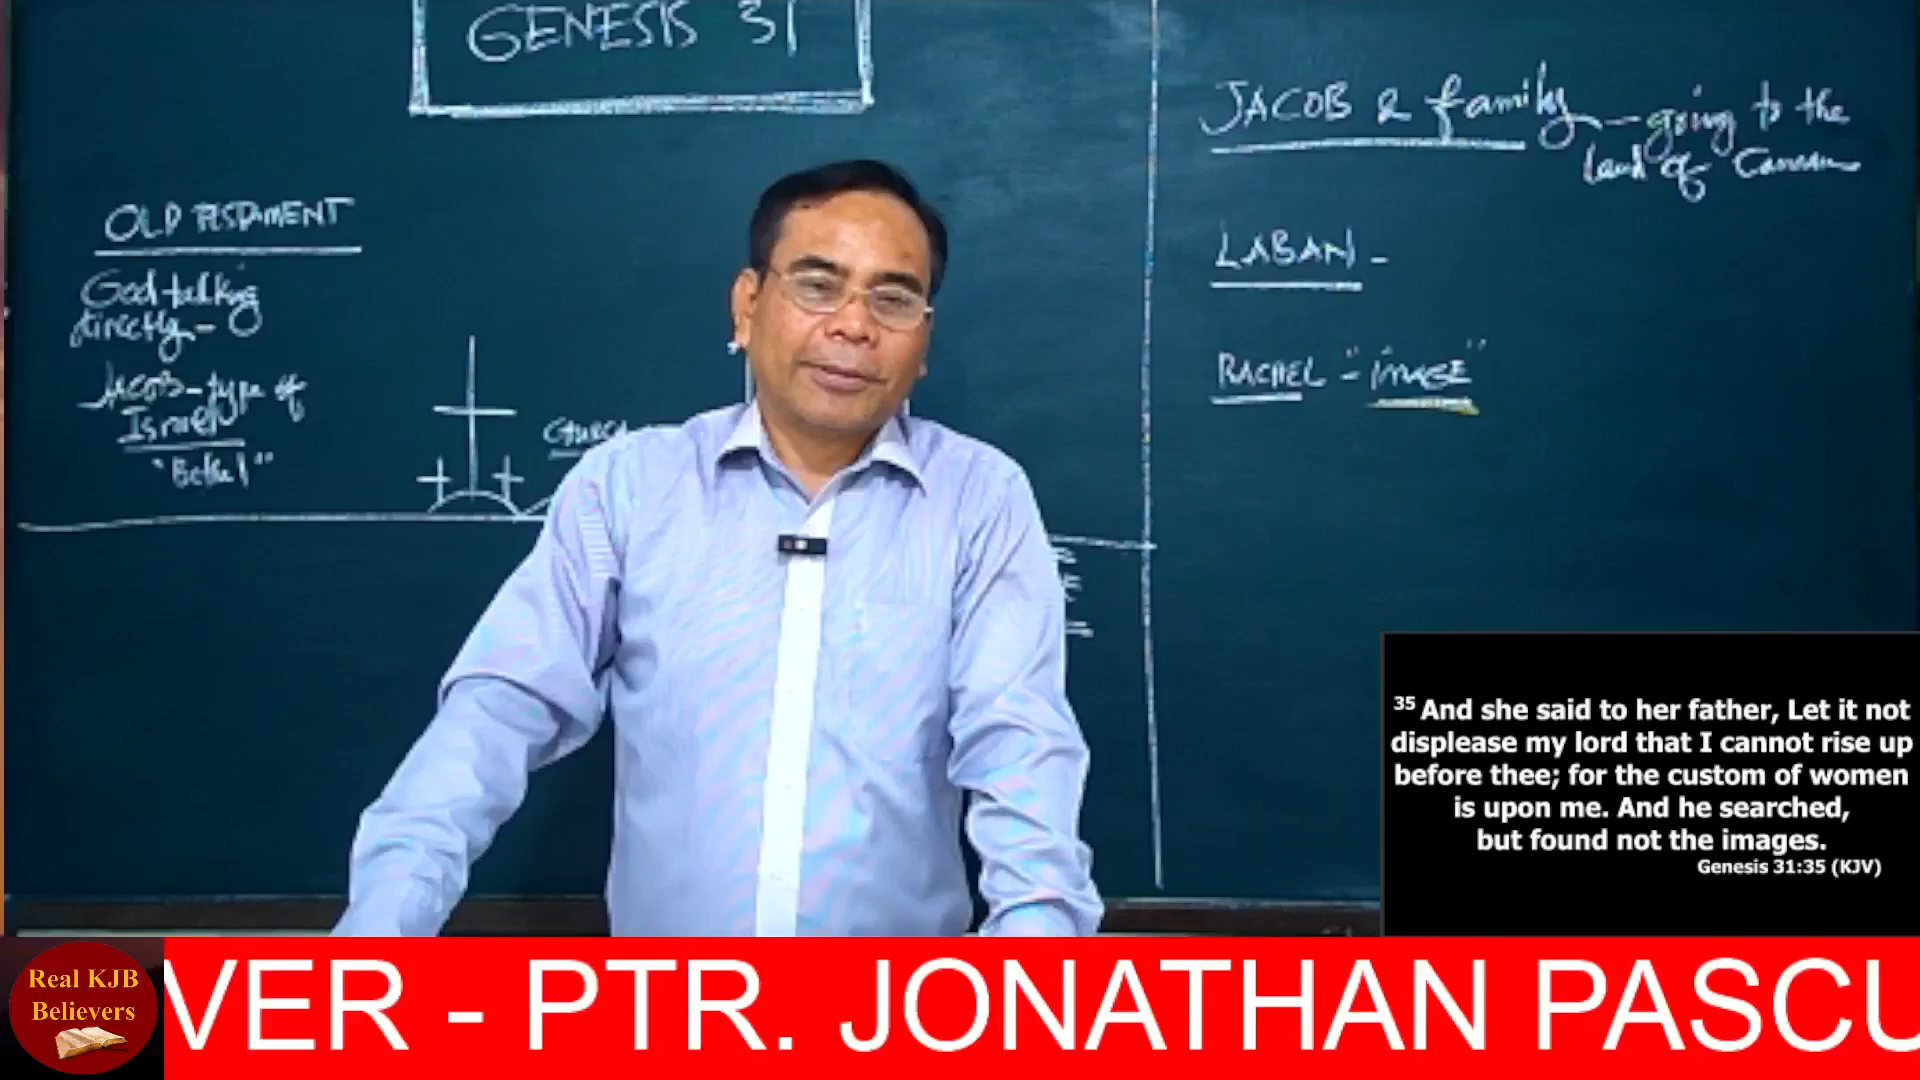 GENESIS 31
OLD TESTAMENT
God talking
directly -
Jacob - type of
Israel
"Bethel"
JACOB & family - going to the
land of Canaan
LABAN -
RACHEL - "IMAGE"
35 And she said to her father, Let it not
displease my lord that I cannot rise up
before thee; for the custom of women
is upon me. And he searched,
but found not the images.
Genesis 31:35 (KJV)
Real KJB
Believers
VER - PTR. JONATHAN PASCU